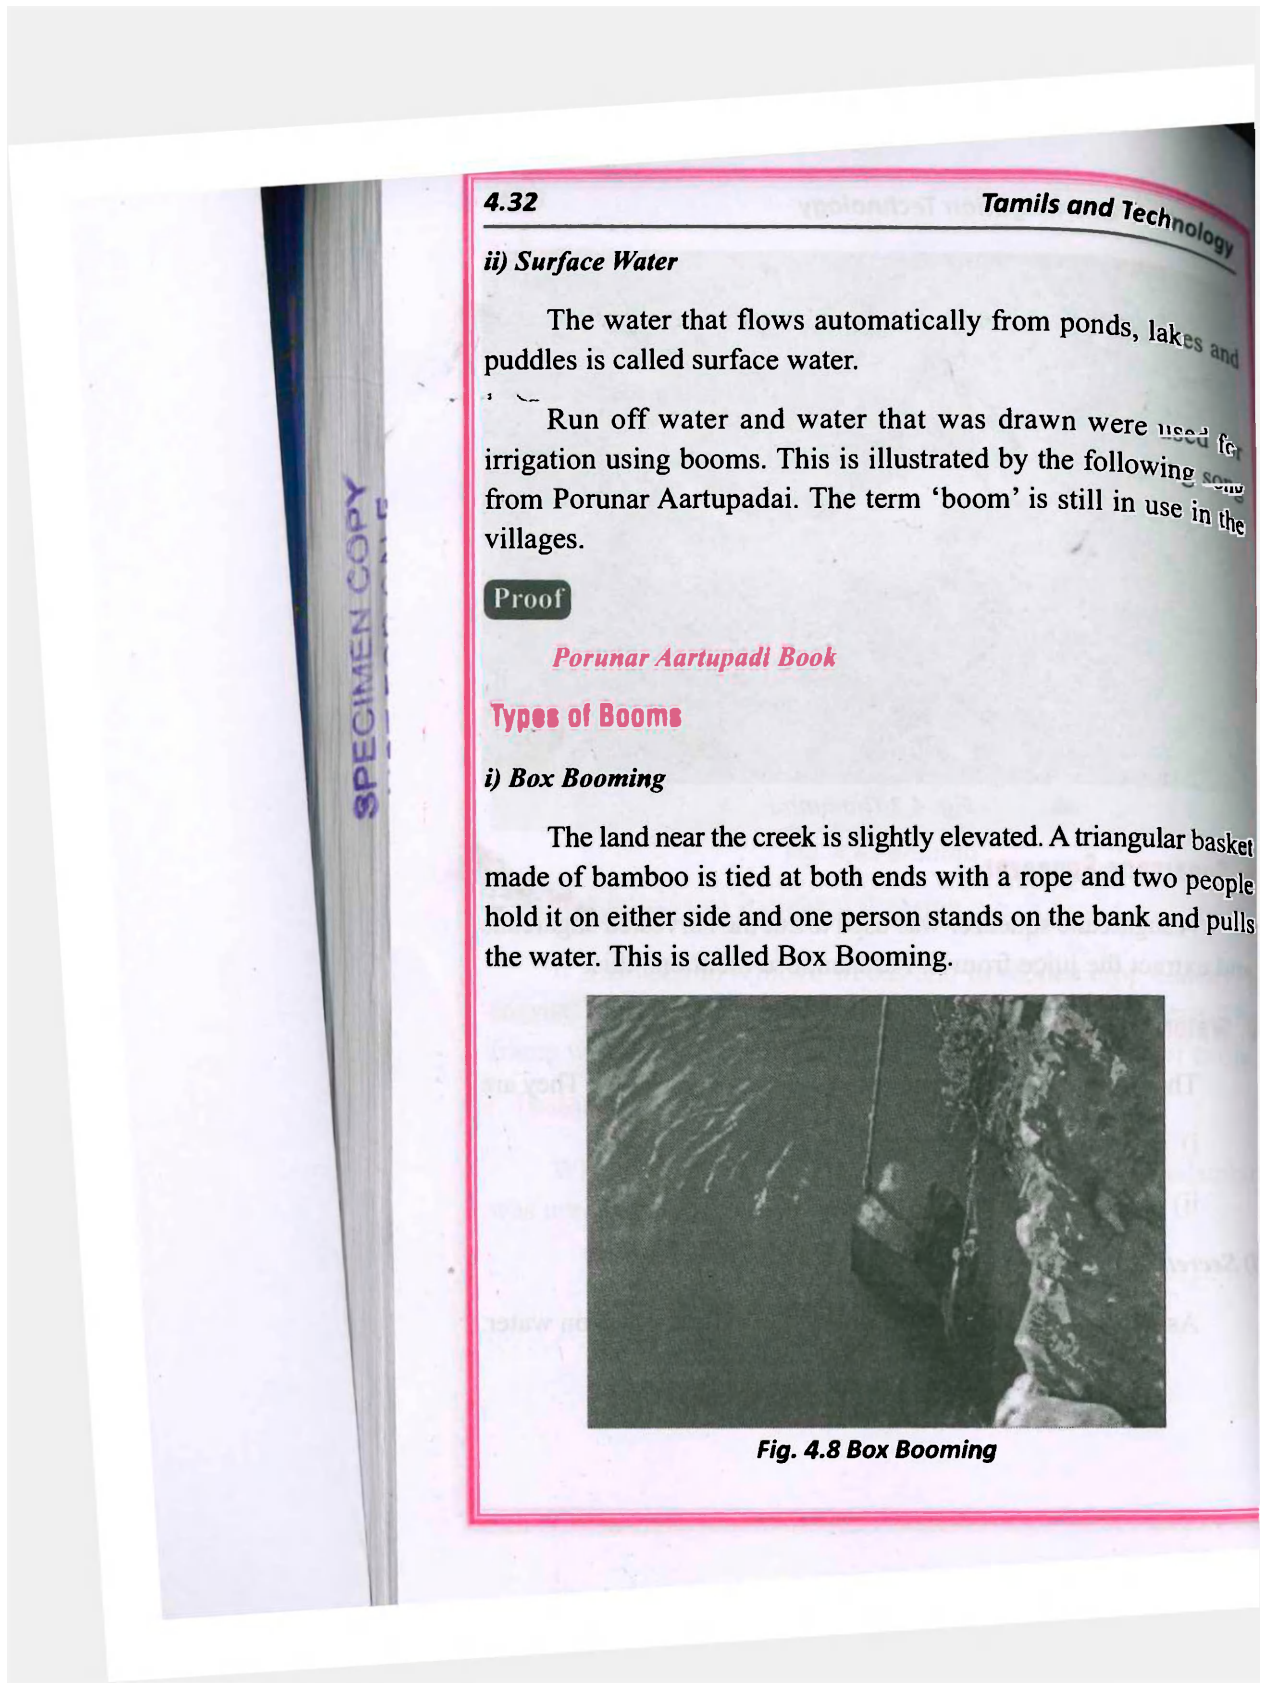 4.32 Tamils and Technology
ii) Surface Water
The water that flows automatically from ponds, lakes and
puddles is called surface water.
Run off water and water that was drawn were used for
irrigation using booms. This is illustrated by the following song
from Porunar Aartupadai. The term ‘boom’ is still in use in the
villages.
Proof
Porunar Aartupadi Book
Types of Booms
i) Box Booming
The land near the creek is slightly elevated. A triangular basket
made of bamboo is tied at both ends with a rope and two people
hold it on either side and one person stands on the bank and pulls
the water. This is called Box Booming.
Fig. 4.8 Box Booming
SPECIMEN COPY